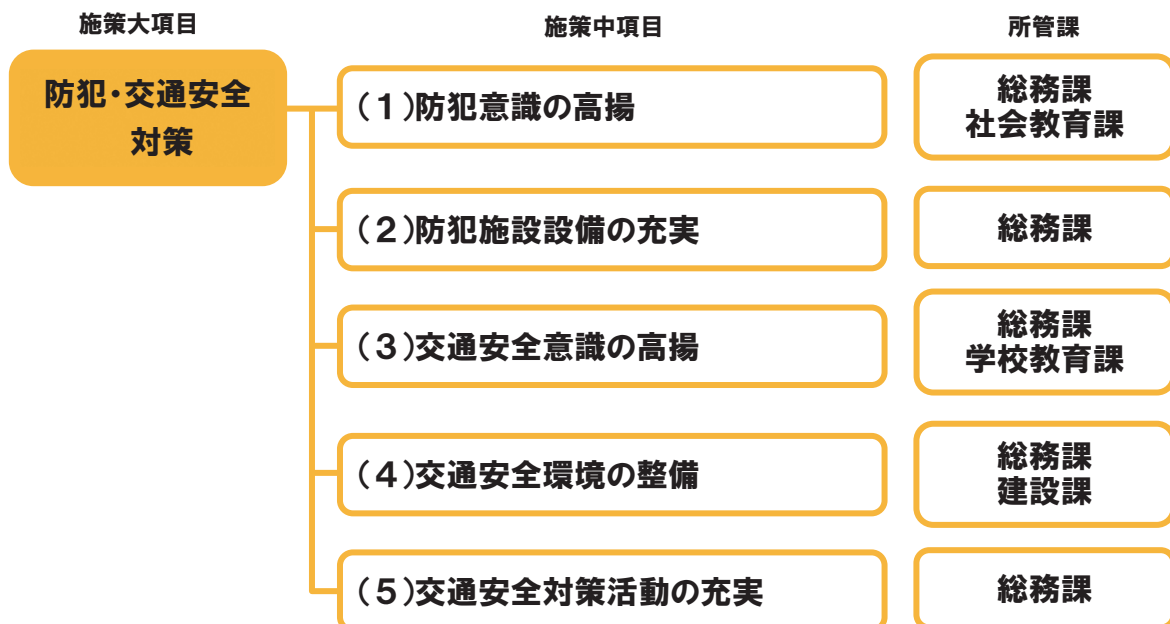 施策大項目 施策中項目 所管課
防犯・交通安全
対策
（1）防犯意識の高揚
総務課
社会教育課
（2）防犯施設設備の充実
総務課
（3）交通安全意識の高揚
総務課
学校教育課
（4）交通安全環境の整備
総務課
建設課
（5）交通安全対策活動の充実
総務課